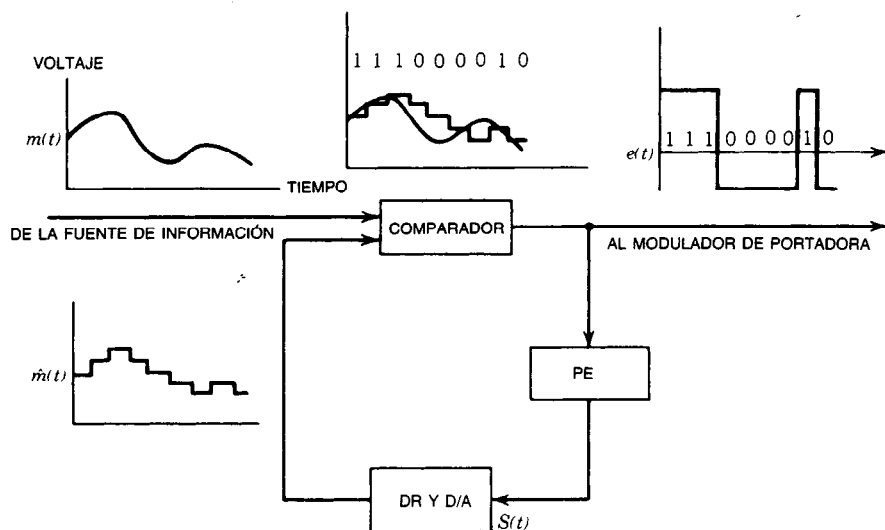 VOLTAJE
m(t)
TIEMPO
1 1 1 0 0 0 0 1 0
e(t)
1 1 1 0 0 0 0 1 0
DE LA FUENTE DE INFORMACIÓN
COMPARADOR
AL MODULADOR DE PORTADORA
m̂(t)
PE
DR Y D/A
S(t)